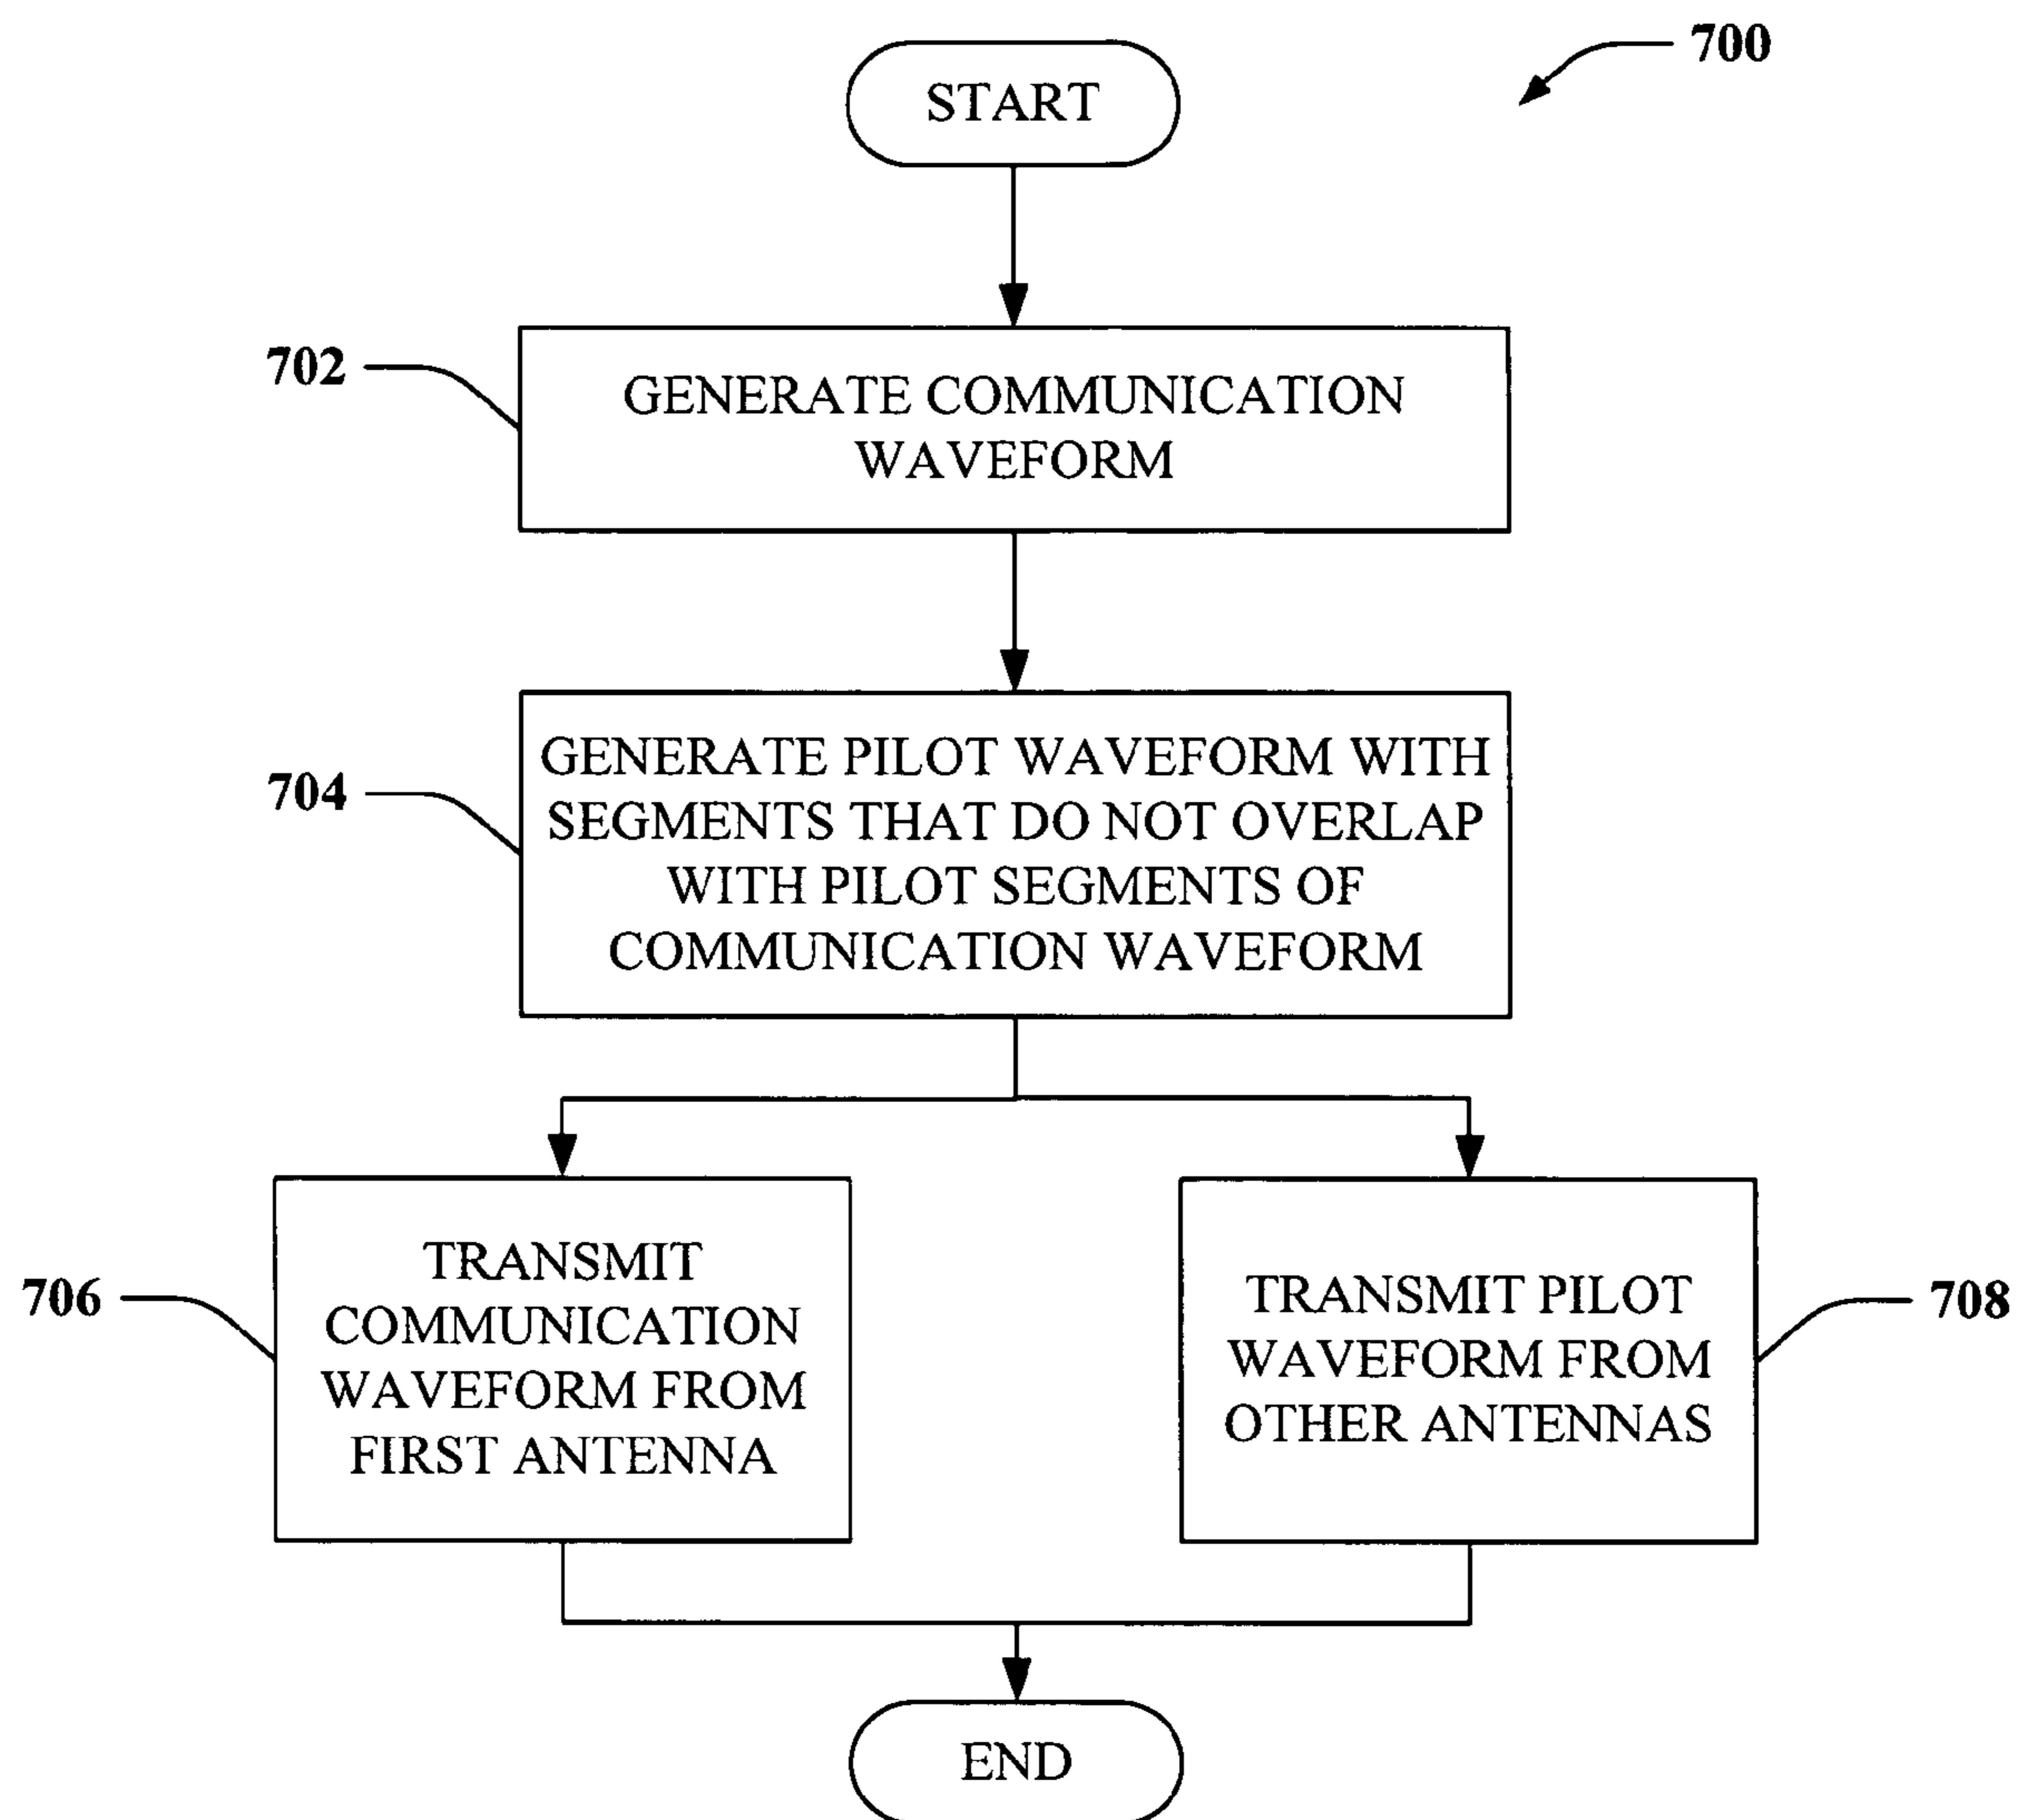 700
START
702
GENERATE COMMUNICATION
WAVEFORM
704
GENERATE PILOT WAVEFORM WITH
SEGMENTS THAT DO NOT OVERLAP
WITH PILOT SEGMENTS OF
COMMUNICATION WAVEFORM
706
TRANSMIT
COMMUNICATION
WAVEFORM FROM
FIRST ANTENNA
TRANSMIT PILOT
WAVEFORM FROM
OTHER ANTENNAS
708
END